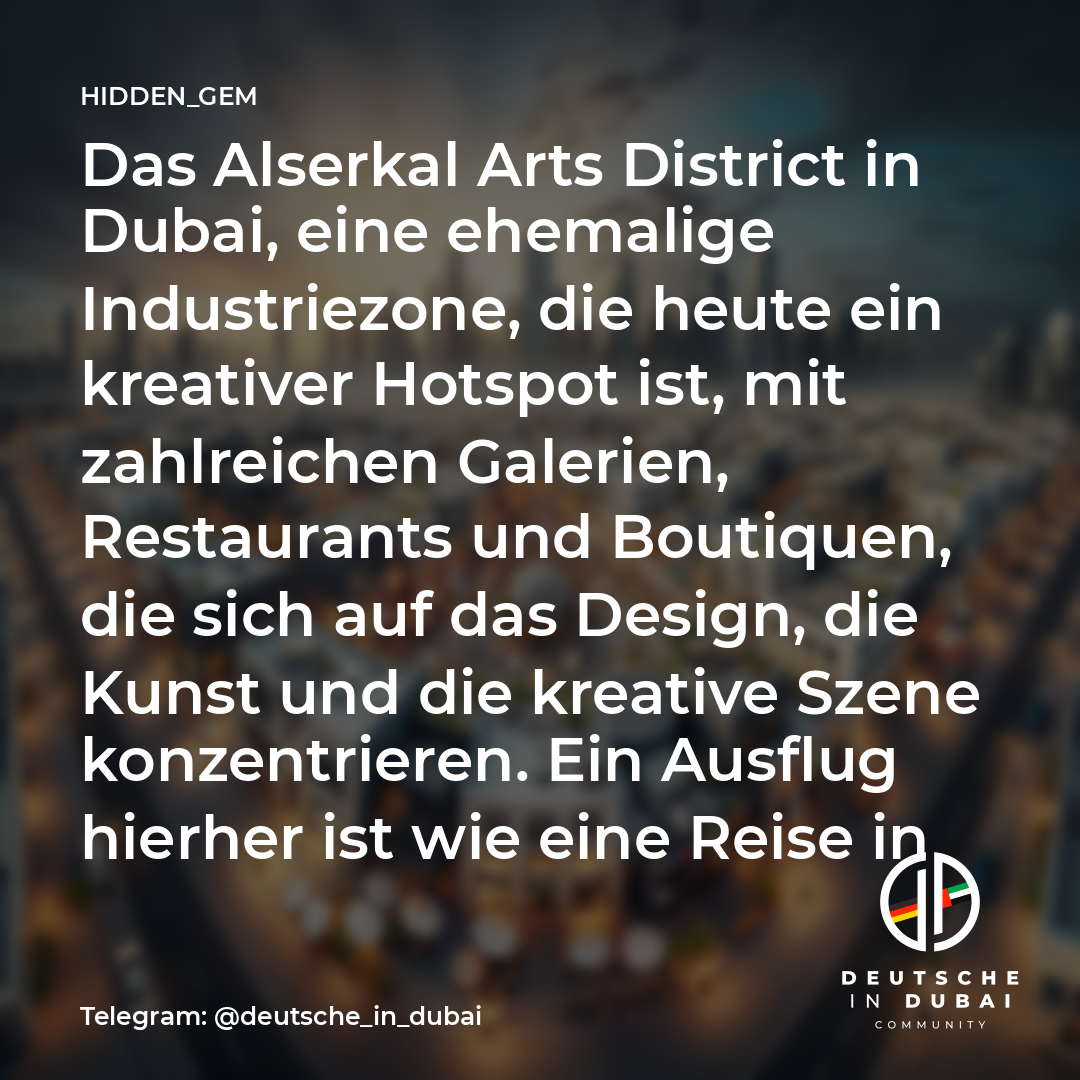 HIDDEN_GEM
Das Alserkal Arts District in
Dubai, eine ehemalige
Industriezone, die heute ein
kreativer Hotspot ist, mit
zahlreichen Galerien,
Restaurants und Boutiquen,
die sich auf das Design, die
Kunst und die kreative Szene
konzentrieren. Ein Ausflug
hierher ist wie eine Reise in
DEUTSCHE
IN DUBAI
COMMUNITY
Telegram: @deutsche_in_dubai